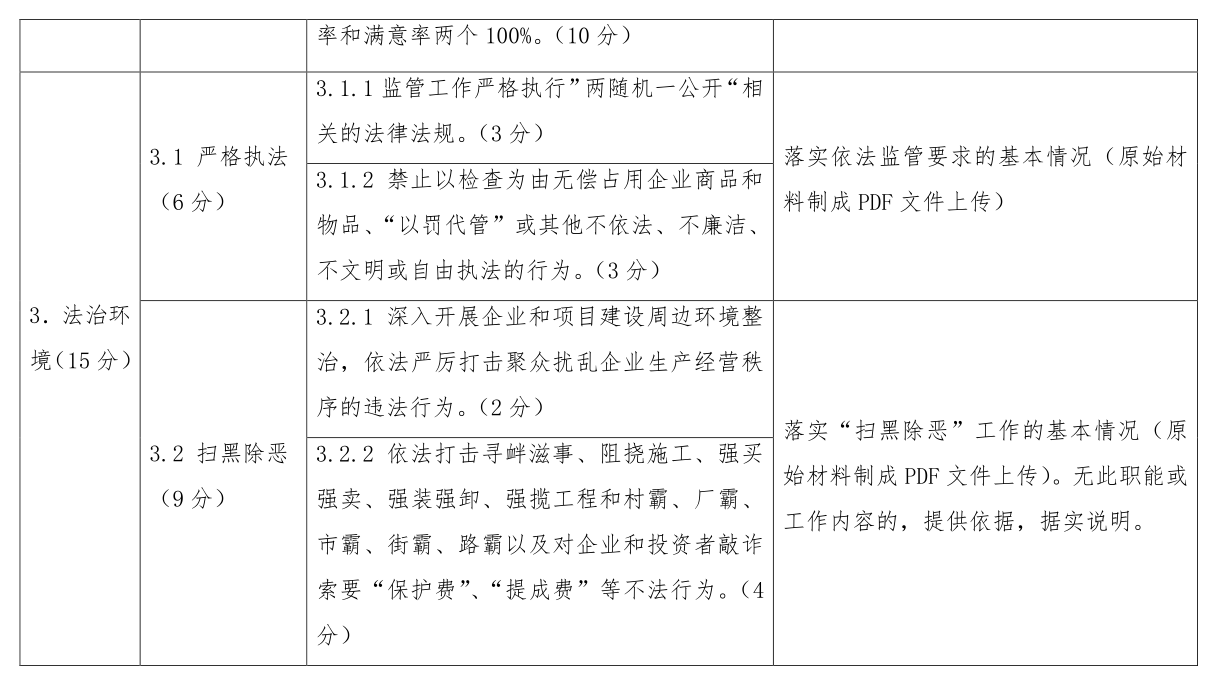 率和满意率两个 100%。（10 分）
3．法治环
境（15 分）
3.1 严格执法
（6 分）
3.1.1 监管工作严格执行”两随机一公开“相
关的法律法规。（3 分）
3.1.2 禁止以检查为由无偿占用企业商品和
物品、“以罚代管”或其他不依法、不廉洁、
不文明或自由执法的行为。（3 分）
落实依法监管要求的基本情况（原始材
料制成 PDF 文件上传）
3.2 扫黑除恶
（9 分）
3.2.1 深入开展企业和项目建设周边环境整
治，依法严厉打击聚众扰乱企业生产经营秩
序的违法行为。（2 分）
3.2.2 依法打击寻衅滋事、阻挠施工、强买
强卖、强装强卸、强揽工程和村霸、厂霸、
市霸、街霸、路霸以及对企业和投资者敲诈
索要“保护费”、“提成费”等不法行为。（4
分）
落实“扫黑除恶”工作的基本情况（原
始材料制成 PDF 文件上传）。无此职能或
工作内容的，提供依据，据实说明。